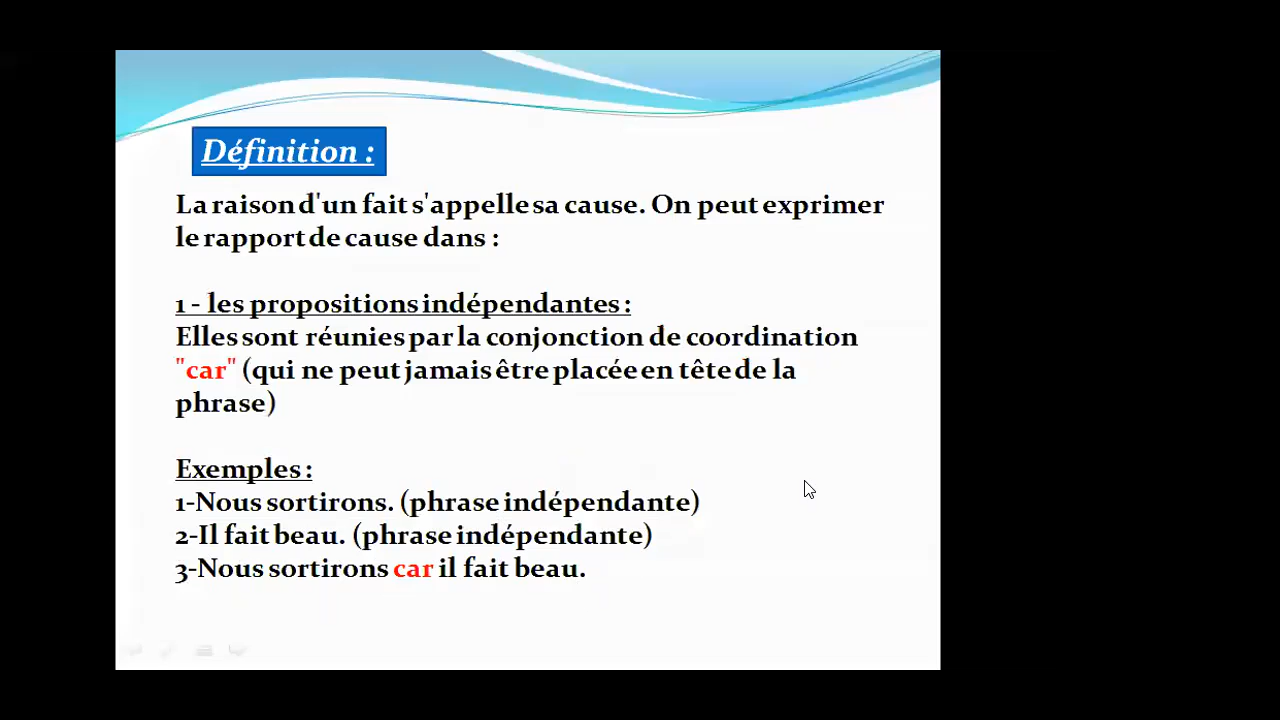 Définition :
La raison d'un fait s'appelle sa cause. On peut exprimer
le rapport de cause dans :
1 - les propositions indépendantes :
Elles sont réunies par la conjonction de coordination
"car" (qui ne peut jamais être placée en tête de la
phrase)
Exemples :
1-Nous sortirons. (phrase indépendante)
2-Il fait beau. (phrase indépendante)
3-Nous sortirons car il fait beau.